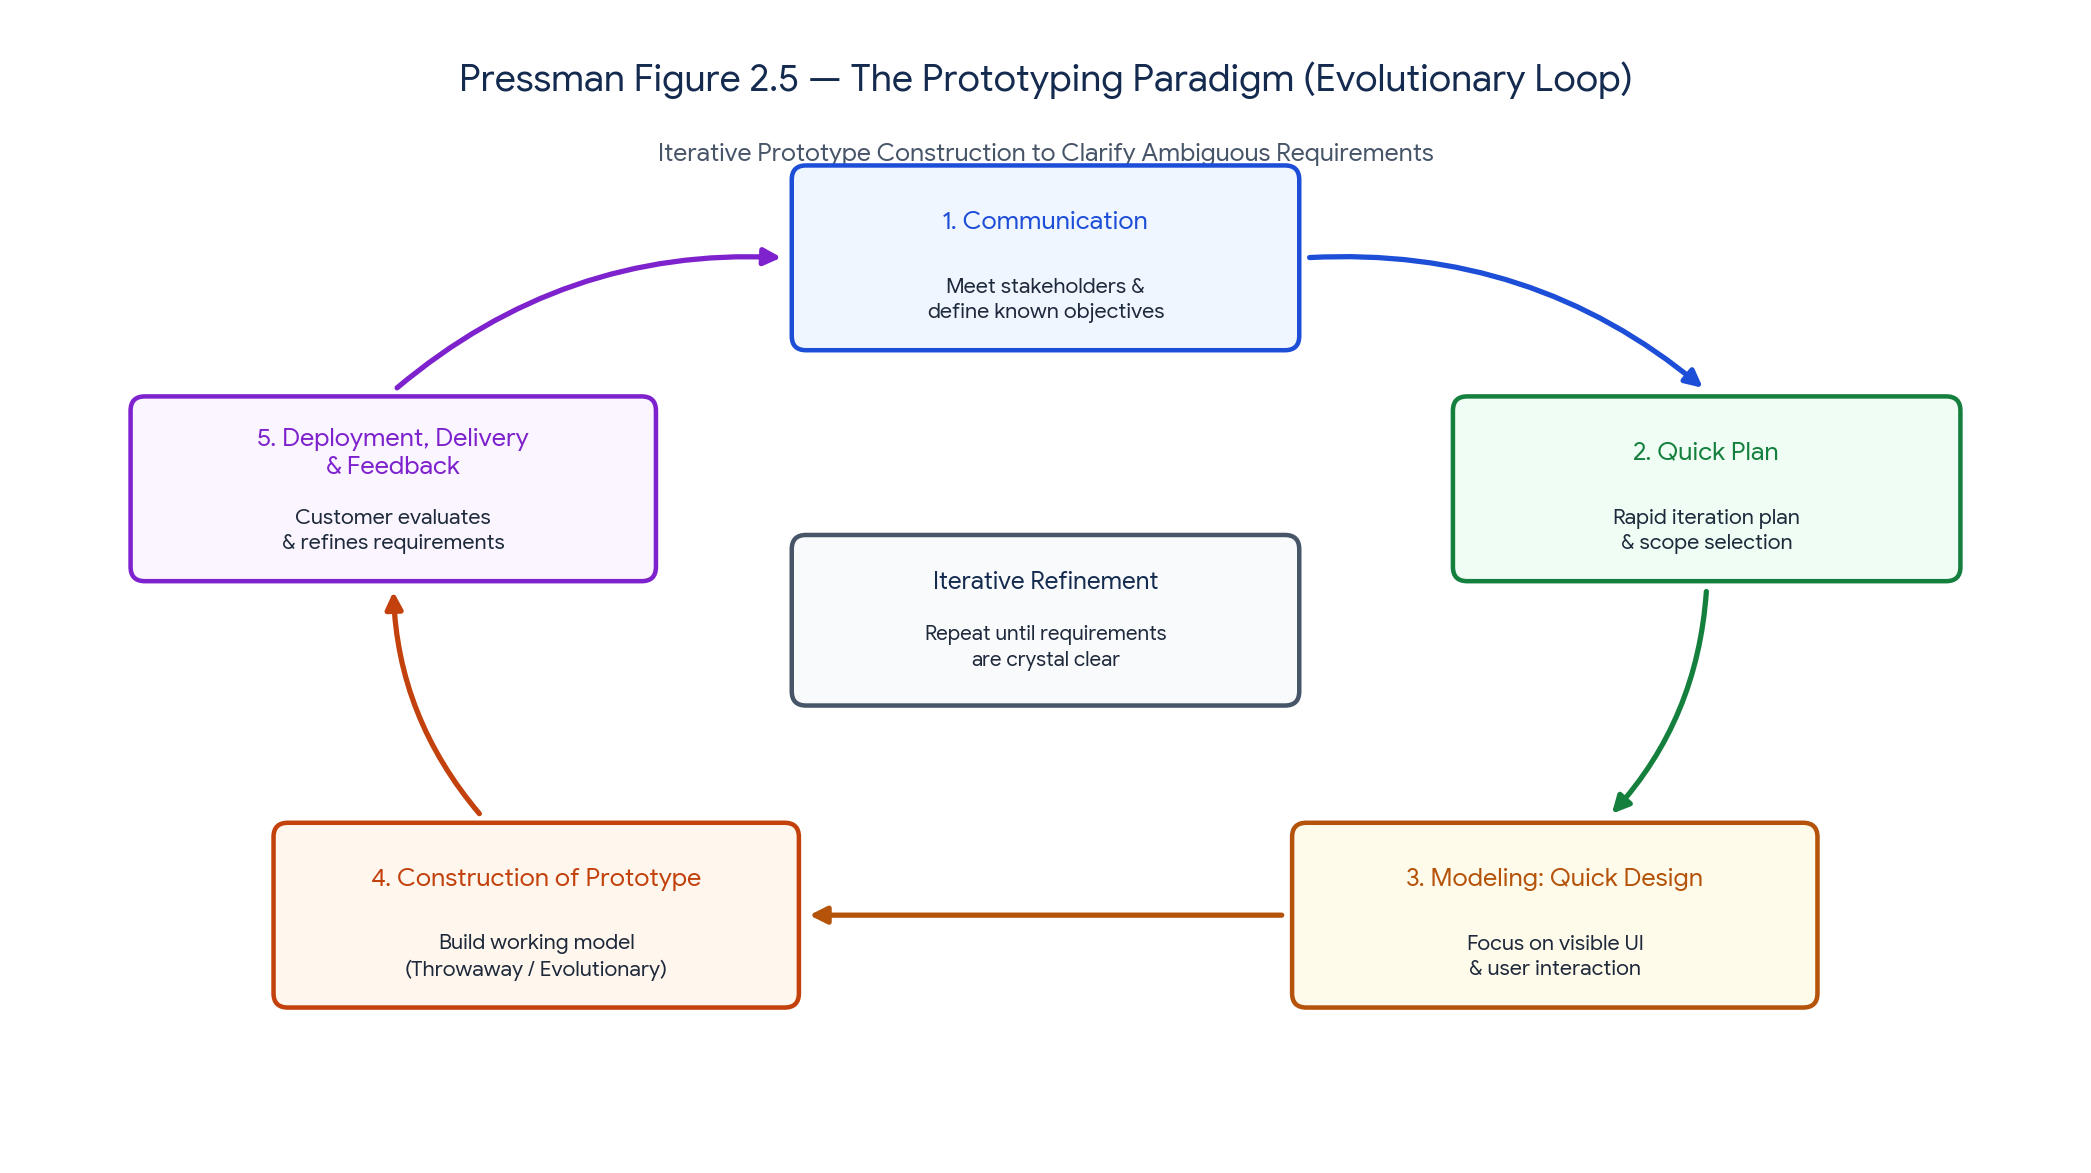 Pressman Figure 2.5 — The Prototyping Paradigm (Evolutionary Loop)
Iterative Prototype Construction to Clarify Ambiguous Requirements
1. Communication
Meet stakeholders &
define known objectives
2. Quick Plan
Rapid iteration plan
& scope selection
3. Modeling: Quick Design
Focus on visible UI
& user interaction
4. Construction of Prototype
Build working model
(Throwaway / Evolutionary)
5. Deployment, Delivery
& Feedback
Customer evaluates
& refines requirements
Iterative Refinement
Repeat until requirements
are crystal clear